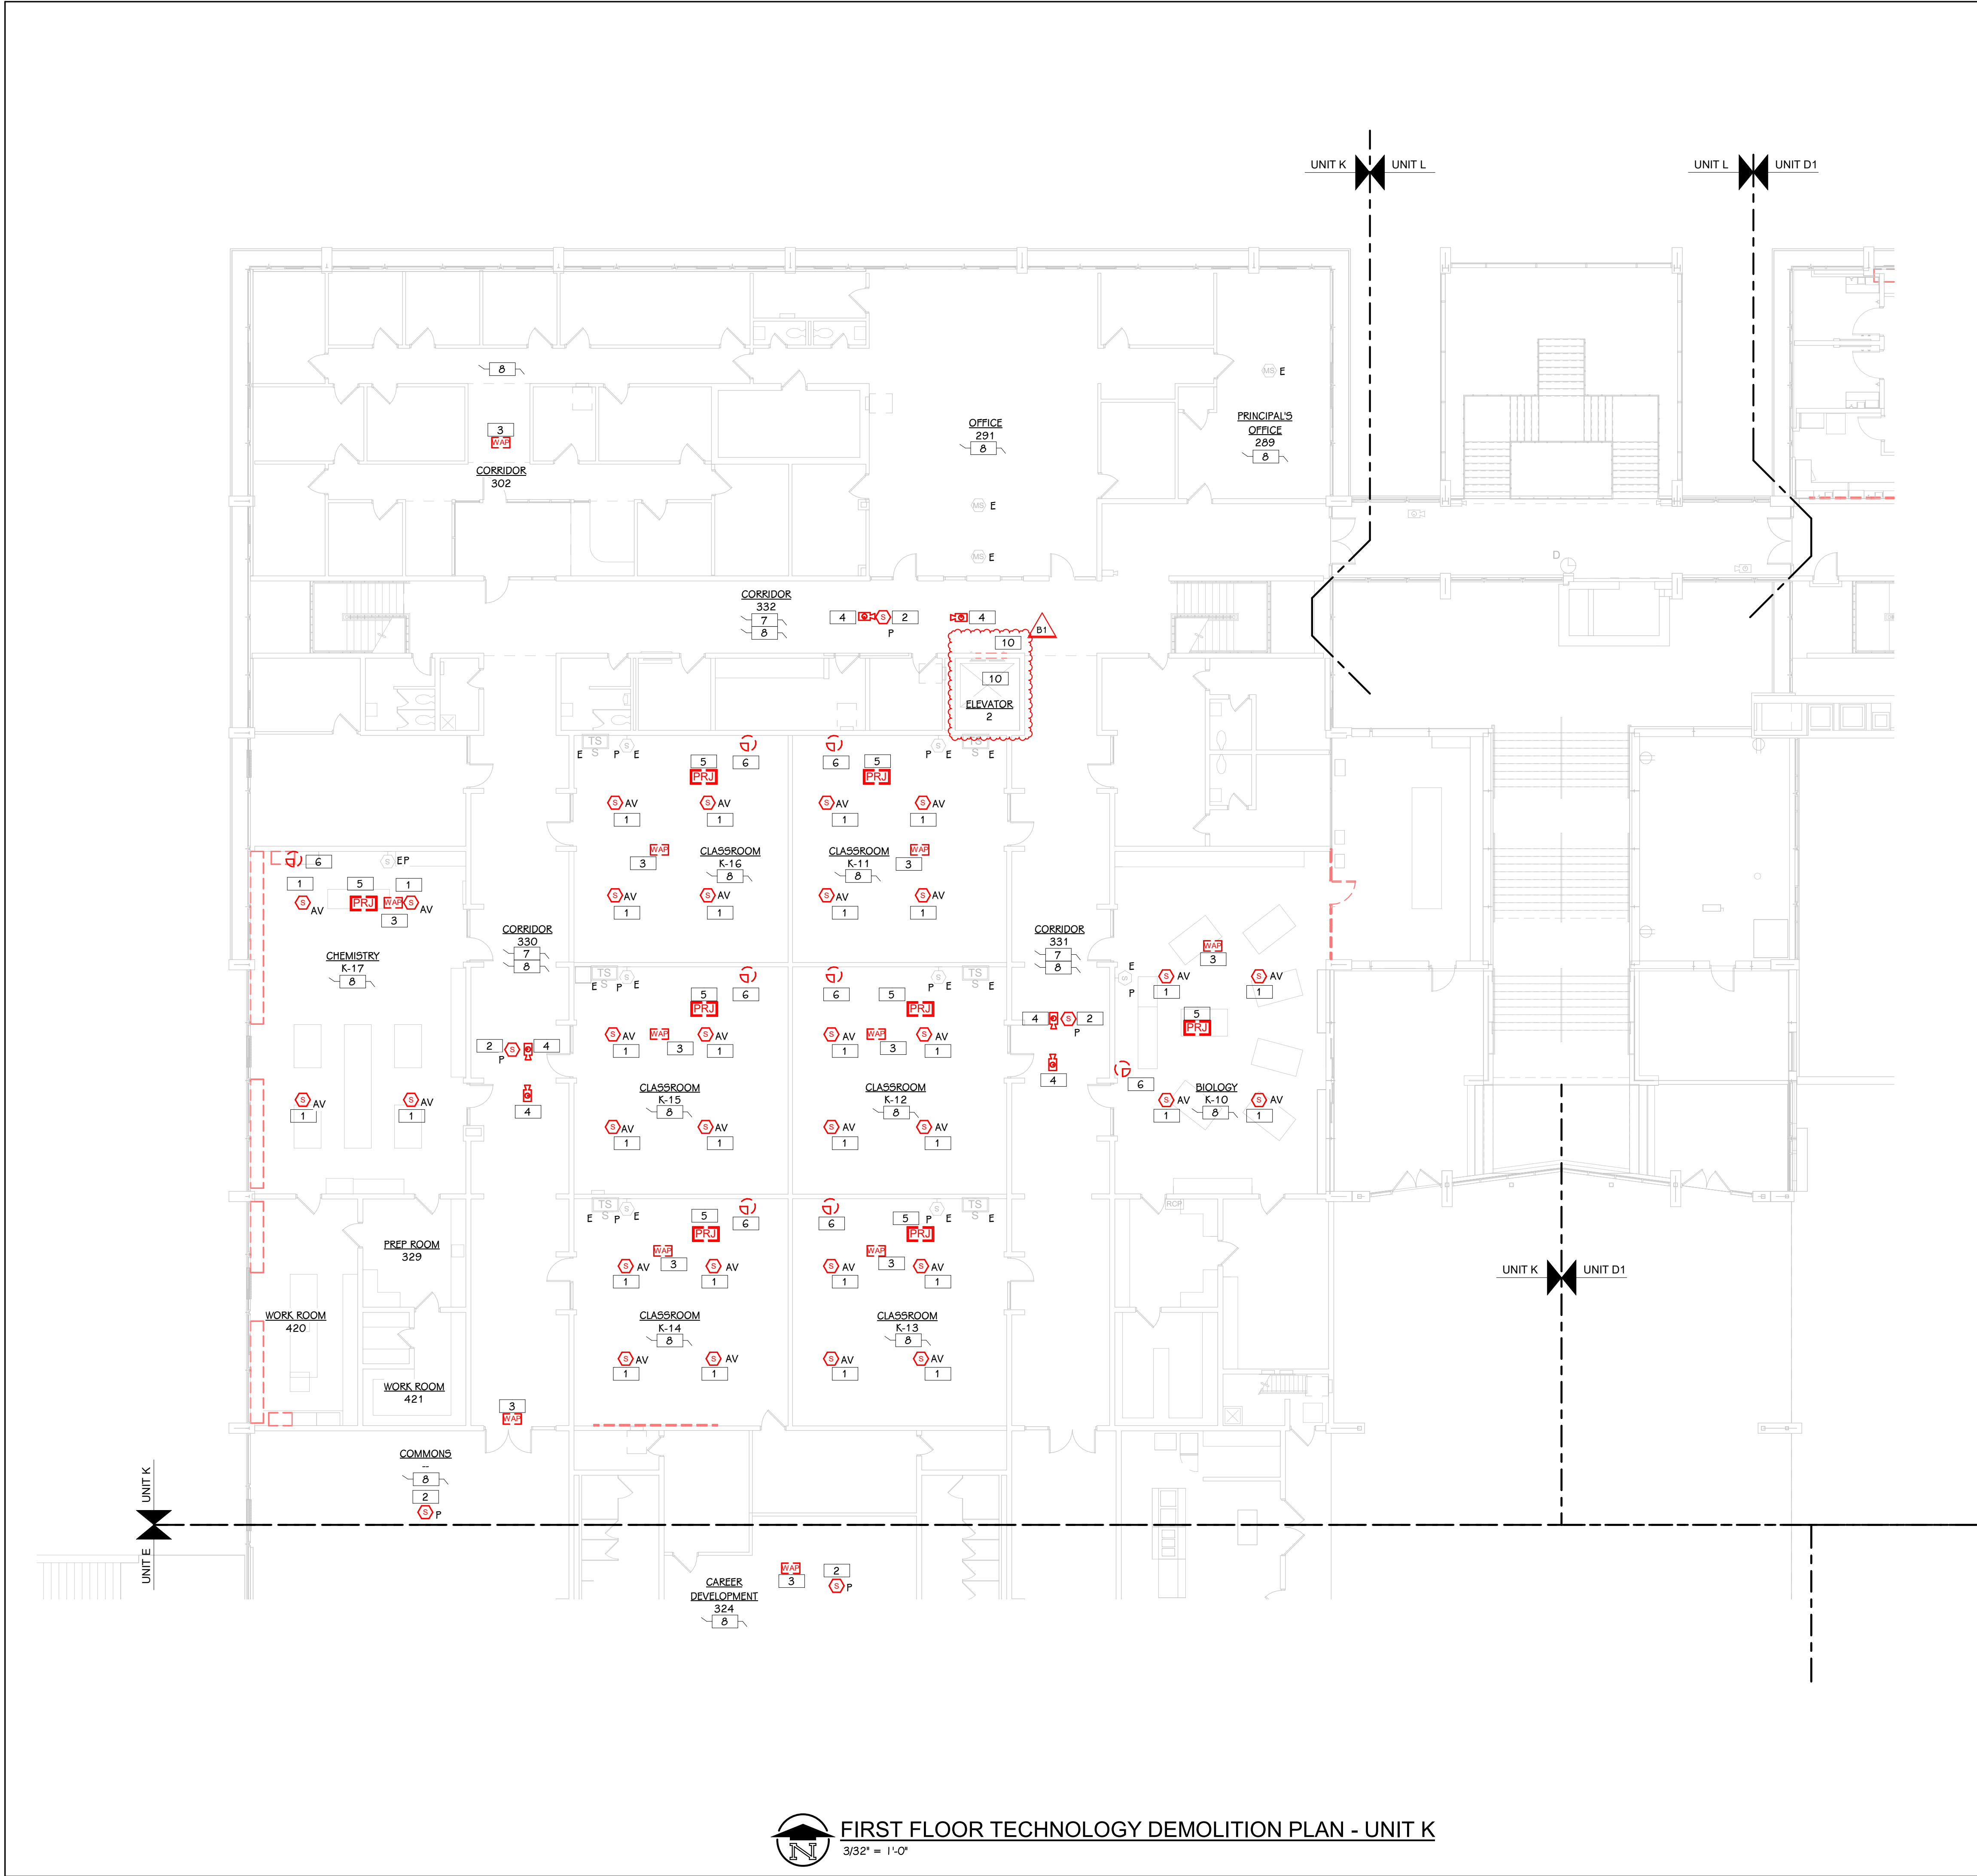 UNIT K
UNIT L
UNIT L
UNIT D1
8
MS E
3
WAP
CORRIDOR
302
OFFICE
291
8
PRINCIPAL'S
OFFICE
289
8
MS E
MS E
D
CORRIDOR
332
7
8
4
S
2
P
4
B1
10
10
ELEVATOR
2
TS
S
E
S
P
E
5
PRJ
6
6
5
PRJ
S
P
E
TS
S
E
S AV
1
S AV
1
S AV
1
S AV
1
WAP
3
CLASSROOM
K-16
8
CLASSROOM
K-11
8
WAP
3
S AV
1
S AV
1
S AV
1
S AV
1
6
S EP
1
5
1
S
AV
PRJ
WAP
S
AV
3
CHEMISTRY
K-17
8
CORRIDOR
330
7
8
CORRIDOR
331
7
8
WAP
3
S AV
1
S AV
1
E
S
P
5
PRJ
TS
S
E
S
P
E
5
PRJ
6
6
5
PRJ
S
P
E
TS
S
E
S AV
1
WAP
3
S AV
1
S AV
1
WAP
3
S AV
1
4
S
2
P
4
2
S
P
4
4
6
BIOLOGY
K-10
8
S AV
1
S AV
1
S AV
1
S AV
1
CLASSROOM
K-15
8
CLASSROOM
K-12
8
S AV
1
S AV
1
S AV
1
S AV
1
TS
S
E
S
P
E
5
PRJ
6
6
5
PRJ
S
P
E
TS
S
E
RCP
PREP ROOM
329
WAP
3
WAP
3
S AV
1
S AV
1
S AV
1
S AV
1
UNIT K
UNIT D1
WORK ROOM
420
CLASSROOM
K-14
8
CLASSROOM
K-13
8
S AV
1
S AV
1
S AV
1
S AV
1
WORK ROOM
421
3
WAP
COMMONS
--
8
2
S P
UNIT K
UNIT E
WAP
3
2
S P
CAREER
DEVELOPMENT
324
8
N
FIRST FLOOR TECHNOLOGY DEMOLITION PLAN - UNIT K
3/32" = 1'-0"